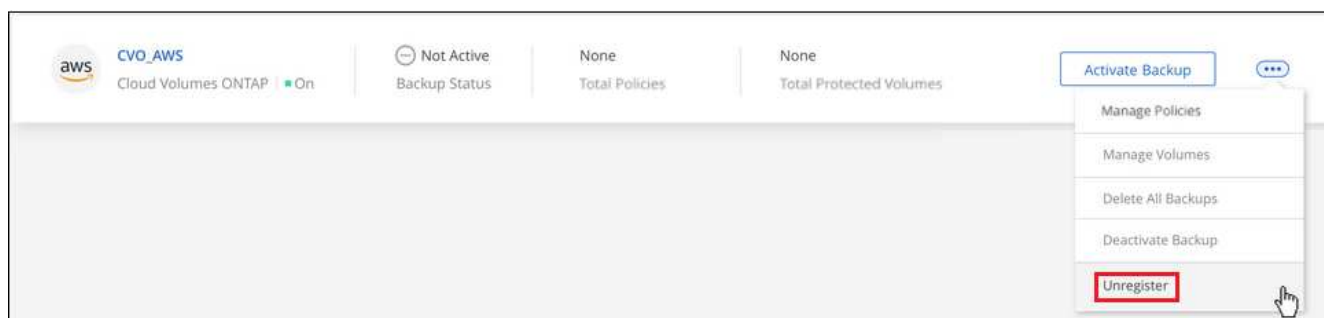 aws
CVO_AWS
Cloud Volumes ONTAP
On
Not Active
Backup Status
None
Total Policies
None
Total Protected Volumes
Activate Backup
Manage Policies
Manage Volumes
Delete All Backups
Deactivate Backup
Unregister